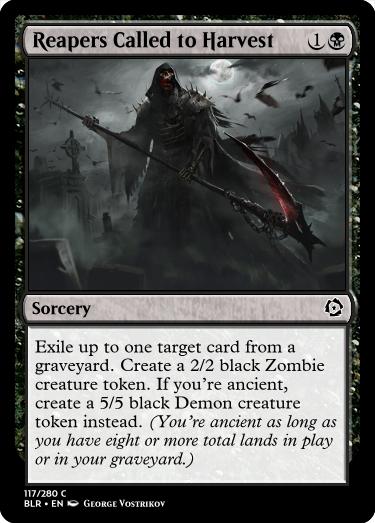 Reapers Called to Harvest 1
Sorcery
Exile up to one target card from a
graveyard. Create a 2/2 black Zombie
creature token. If you're ancient,
create a 5/5 black Demon creature
token instead. (You're ancient as long as
you have eight or more total lands in play
or in your graveyard.)
117/280 C
BLR • EN George Vostrikov